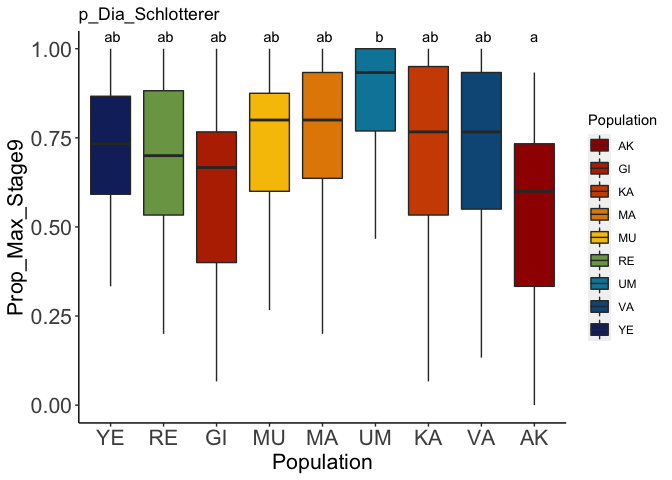 p_Dia_Schlotterer
ab ab ab ab ab b ab ab a
1.00
0.75
0.50
0.25
0.00
Prop_Max_Stage9
YE RE GI MU MA UM KA VA AK
Population
Population
AK
GI
KA
MA
MU
RE
UM
VA
YE